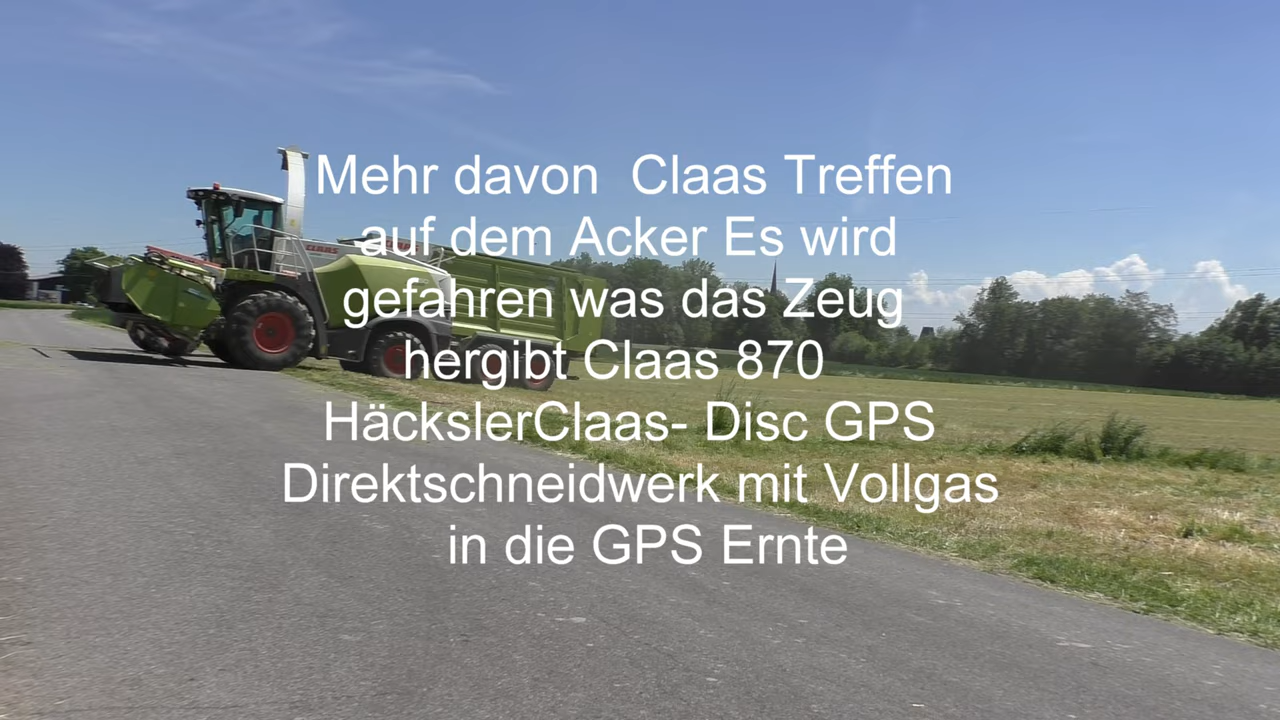 Mehr davon  Claas Treffen
auf dem Acker Es wird
gefahren was das Zeug
hergibt Claas 870
HäckslerClaas- Disc GPS
Direktschneidwerk mit Vollgas
in die GPS Ernte
CLAAS